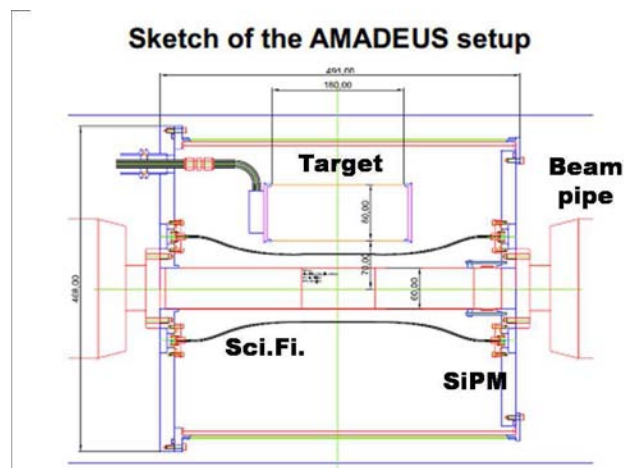 Sketch of the AMADEUS setup
491,00
160,00
Target
Beam
pipe
80,00
70,00
60,00
468,00
Sci.Fi.
SiPM